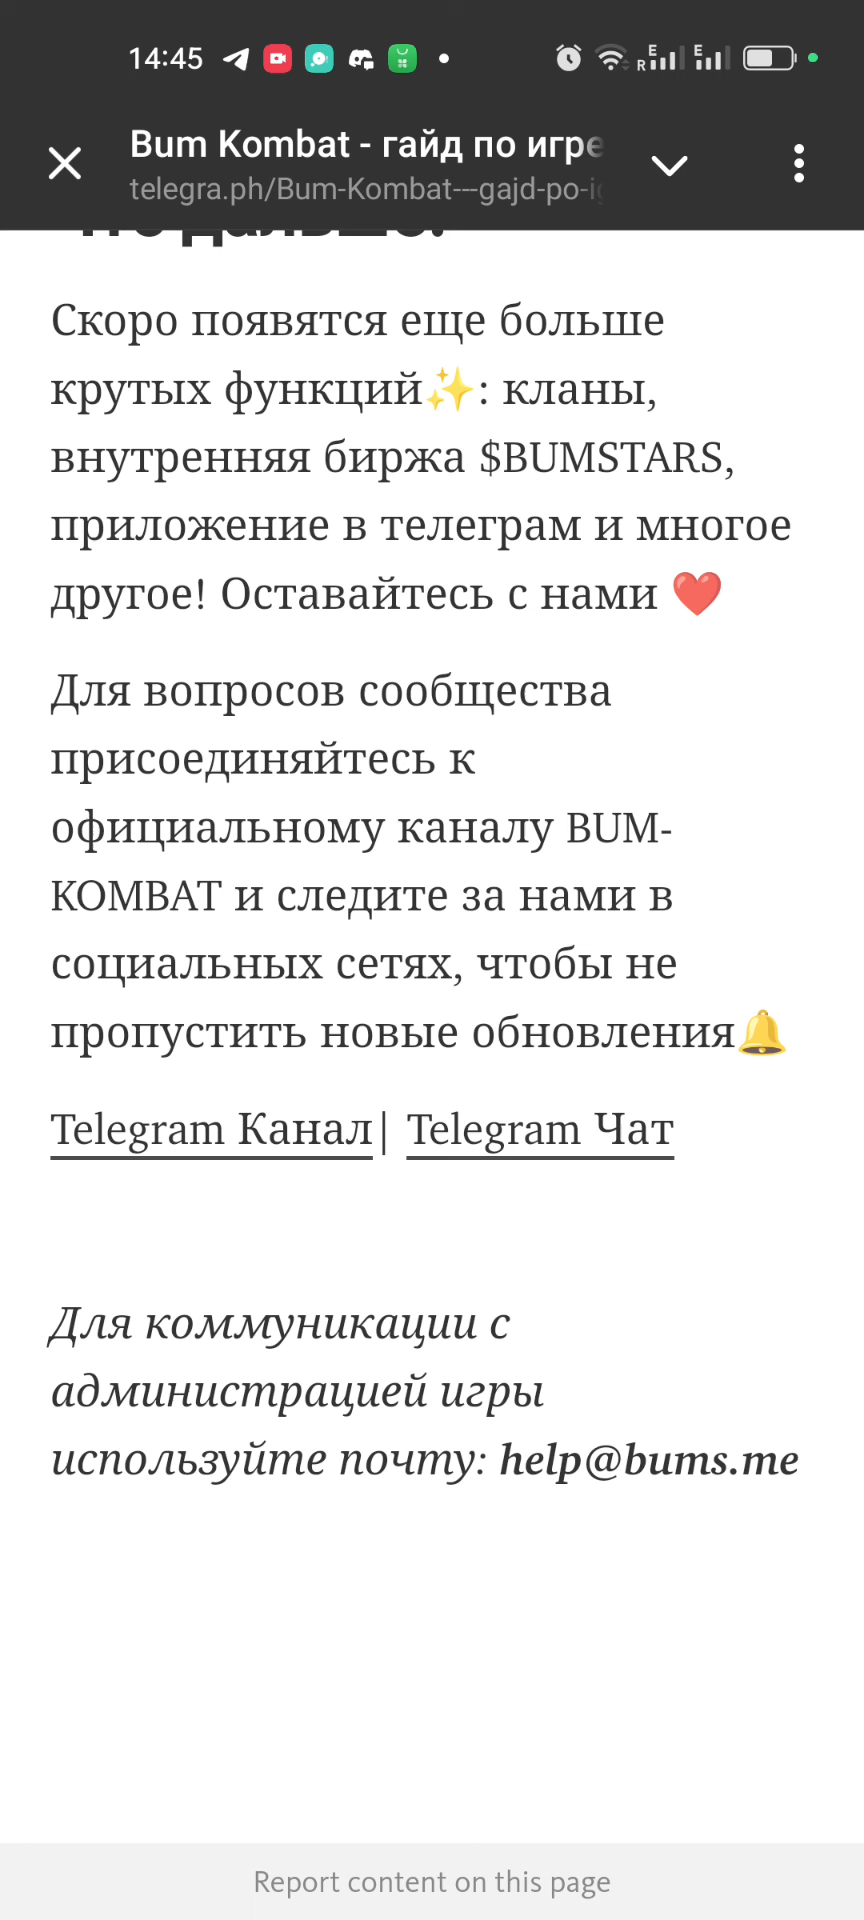 14:45
R E E
Bum Kombat - гайд по игре
telegra.ph/Bum-Kombat---gajd-po-i
Что дальше?
Скоро появятся еще больше
крутых функций✨: кланы,
внутренняя биржа $BUMSTARS,
приложение в телеграм и многое
другое! Оставайтесь с нами ❤️
Для вопросов сообщества
присоединяйтесь к
официальному каналу BUM-
KOMBAT и следите за нами в
социальных сетях, чтобы не
пропустить новые обновления🔔
Telegram Канал| Telegram Чат
Для коммуникации с
администрацией игры
используйте почту: help@bums.me
Report content on this page